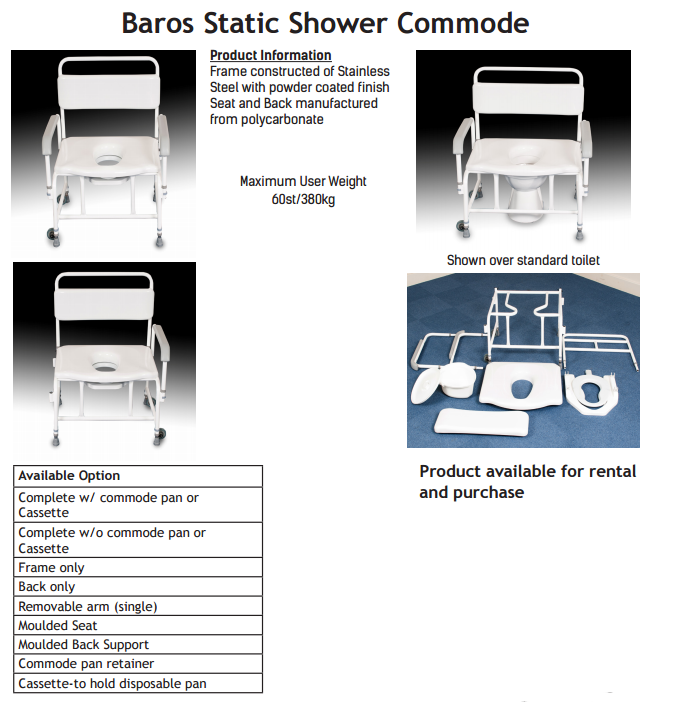 Baros Static Shower Commode
Product Information
Frame constructed of Stainless
Steel with powder coated finish
Seat and Back manufactured
from polycarbonate
Maximum User Weight
60st/380kg
Shown over standard toilet
Available Option
Complete w/ commode pan or
Cassette
Complete w/o commode pan or
Cassette
Frame only
Back only
Removable arm (single)
Moulded Seat
Moulded Back Support
Commode pan retainer
Cassette-to hold disposable pan
Product available for rental
and purchase